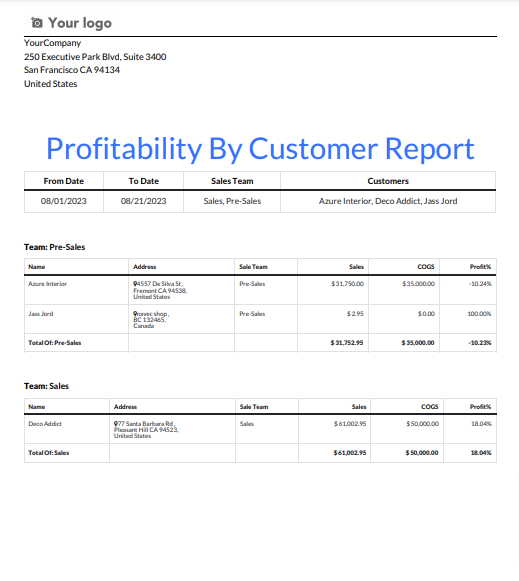 Your logo
YourCompany
250 Executive Park Blvd, Suite 3400
San Francisco CA 94134
United States
Profitability By Customer Report
From Date To Date Sales Team Customers
08/01/2023 08/21/2023 Sales, Pre-Sales Azure Interior, Deco Addict, Jass Jord
Team: Pre-Sales
Name Address Sale Team Sales COGS Profit%
Azure Interior 4557 De Silva St, Pre-Sales $ 31,750.00 $ 35,000.00 -10.24%
Fremont CA 94538,
United States
Jass Jord navec shop, Pre-Sales $ 2.95 $ 0.00 100.00%
BC 132465,
Canada
Total Of: Pre-Sales $ 31,752.95 $ 35,000.00 -10.23%
Team: Sales
Name Address Sale Team Sales COGS Profit%
Deco Addict 77 Santa Barbara Rd, Sales $ 61,002.95 $ 50,000.00 18.04%
Pleasant Hill CA 94523,
United States
Total Of: Sales $ 61,002.95 $ 50,000.00 18.04%